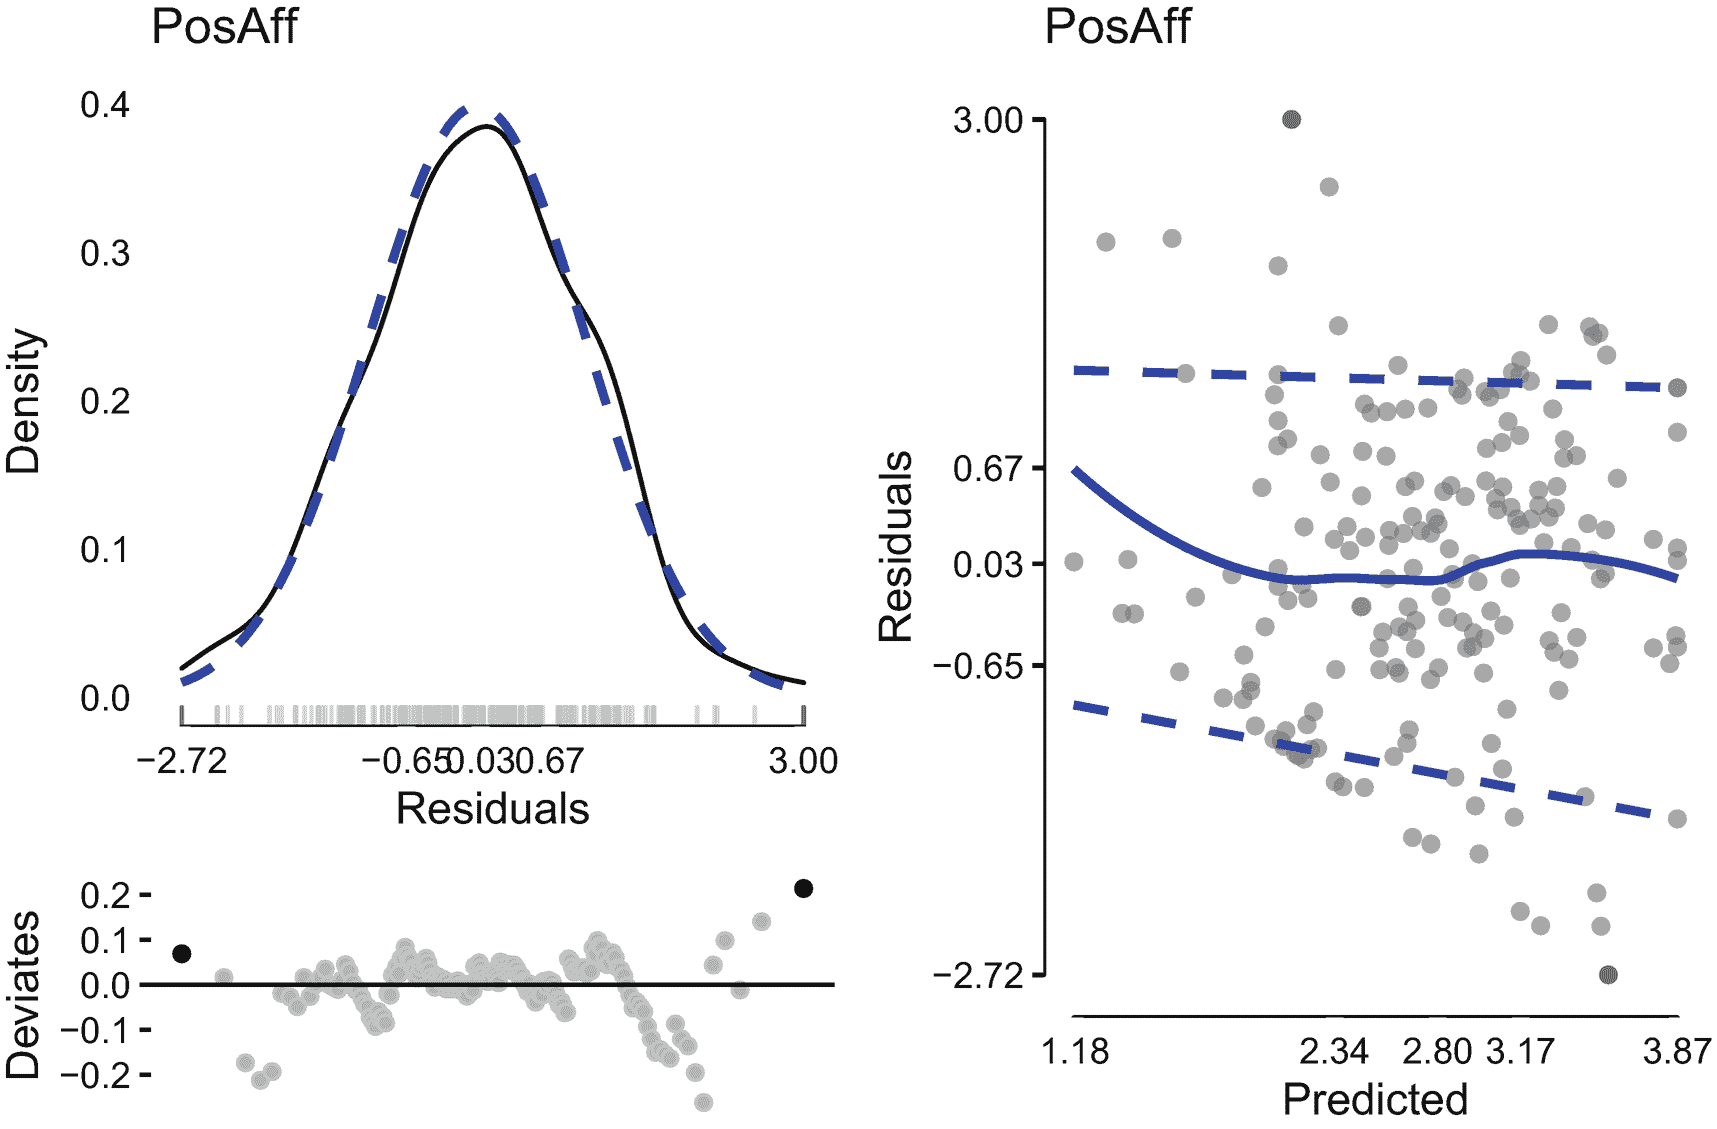 PosAff
0.4
0.3
0.2
0.1
0.0
Density
−2.72 −0.65 0.03 0.67 3.00
Residuals
0.2
0.1
0.0
−0.1
−0.2
Deviates
PosAff
3.00
0.67
0.03
−0.65
−2.72
Residuals
1.18 2.34 2.80 3.17 3.87
Predicted